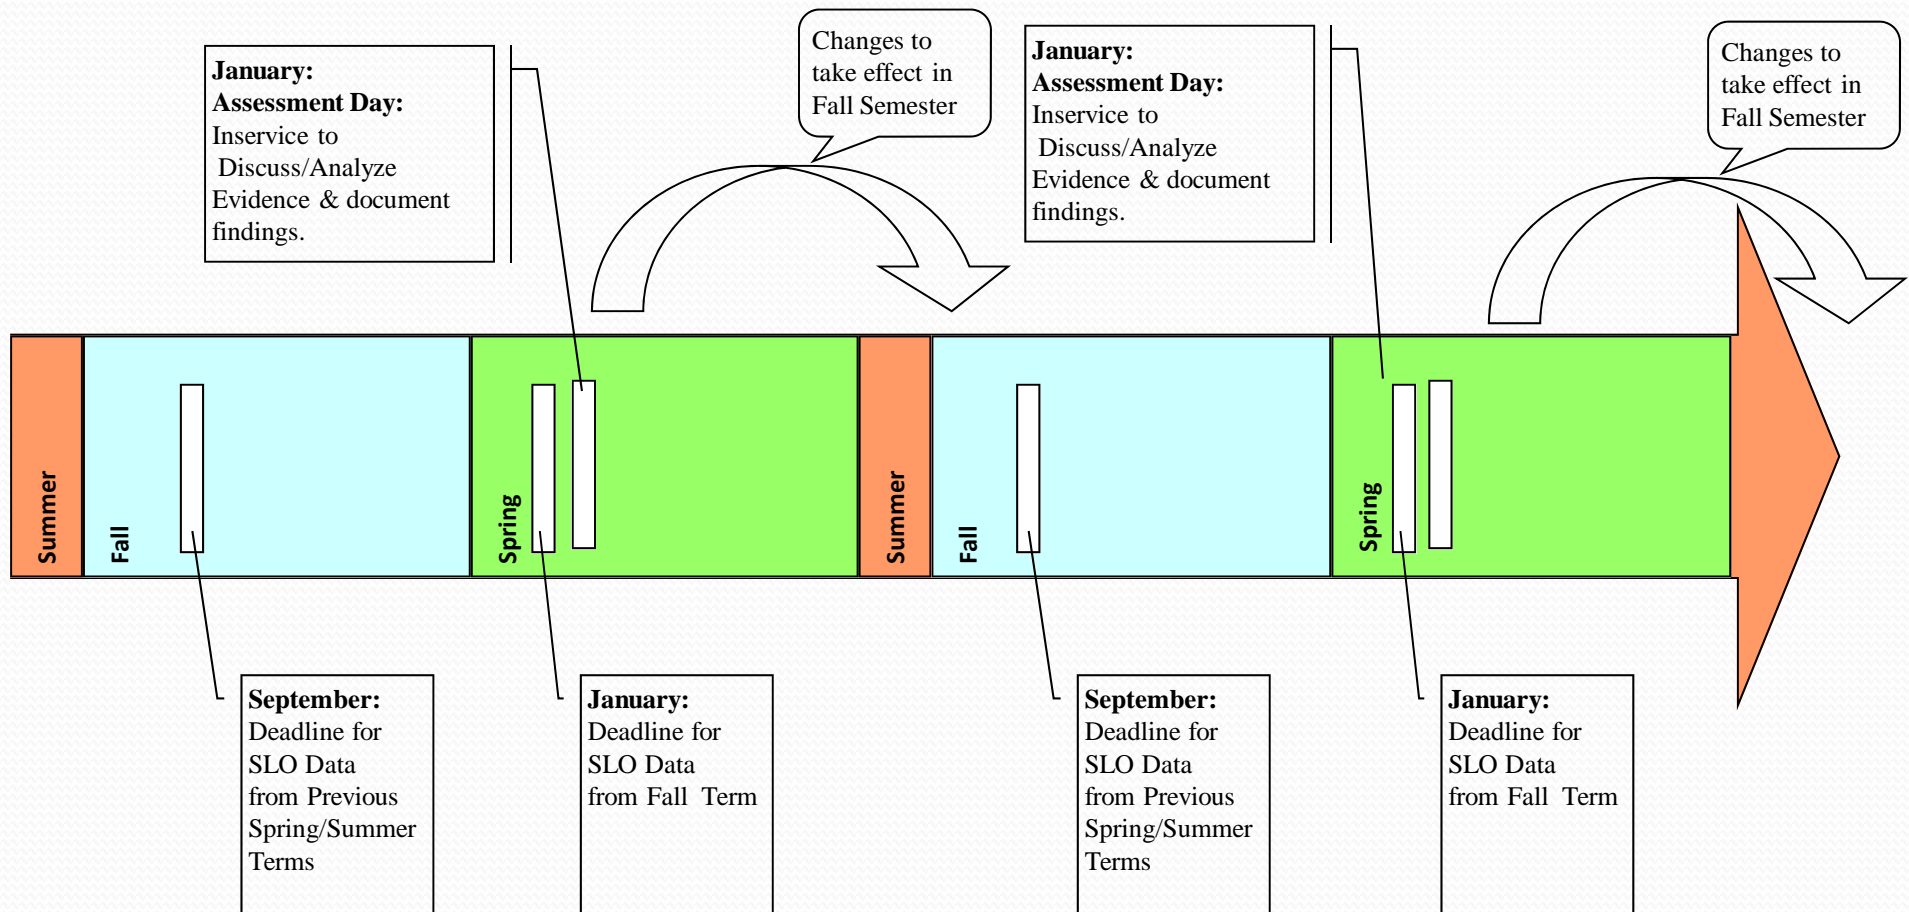 January:
Assessment Day:
Inservice to
Discuss/Analyze
Evidence & document
findings.
Changes to
take effect in
Fall Semester
January:
Assessment Day:
Inservice to
Discuss/Analyze
Evidence & document
findings.
Changes to
take effect in
Fall Semester
Summer
Fall
Spring
Summer
Fall
Spring
September:
Deadline for
SLO Data
from Previous
Spring/Summer
Terms
January:
Deadline for
SLO Data
from Fall Term
September:
Deadline for
SLO Data
from Previous
Spring/Summer
Terms
January:
Deadline for
SLO Data
from Fall Term